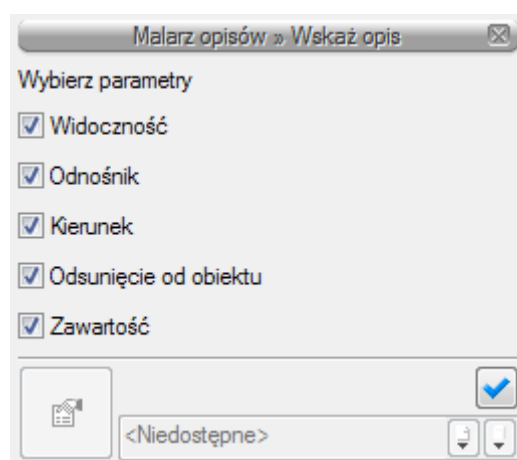 Malarz opisów » Wskaż opis
Wybierz parametry
Widoczność
Odnośnik
Kierunek
Odsunięcie od obiektu
Zawartość
<Niedostępne>